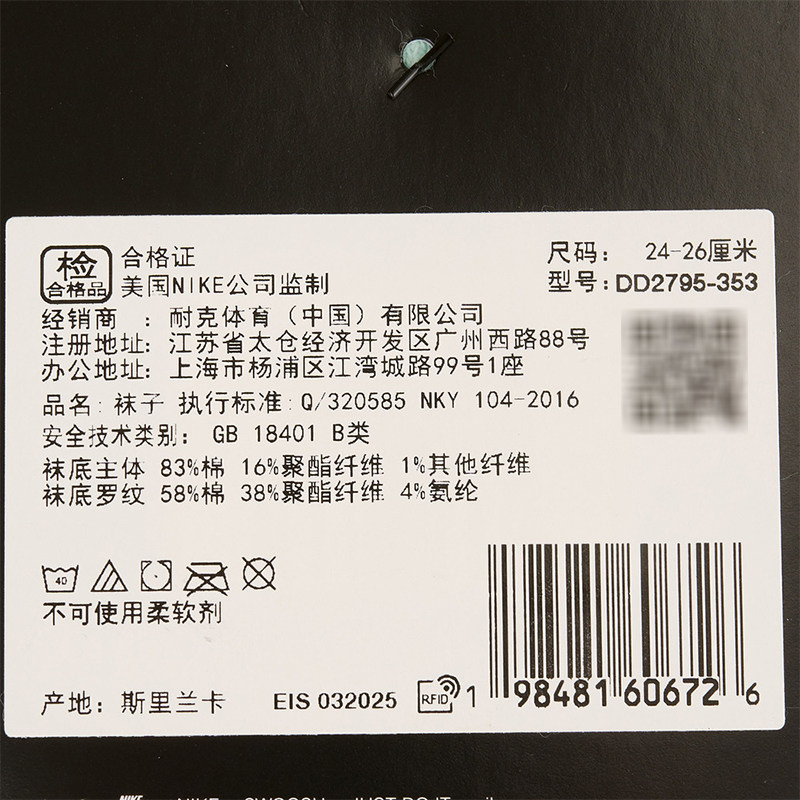 检
合格品
合格证
美国NIKE公司监制
尺码： 24-26厘米
型号：DD2795-353
经销商 ： 耐克体育（中国）有限公司
注册地址： 江苏省太仓经济开发区广州西路88号
办公地址： 上海市杨浦区江湾城路99号1座
品名：袜子 执行标准：Q/320585 NKY 104-2016
安全技术类别： GB 18401 B类
袜底主体 83%棉 16%聚酯纤维 1%其他纤维
袜底罗纹 58%棉 38%聚酯纤维 4%氨纶
40
不可使用柔软剂
产地： 斯里兰卡
EIS 032025
RFID
1 98481 60672 6
NIKE